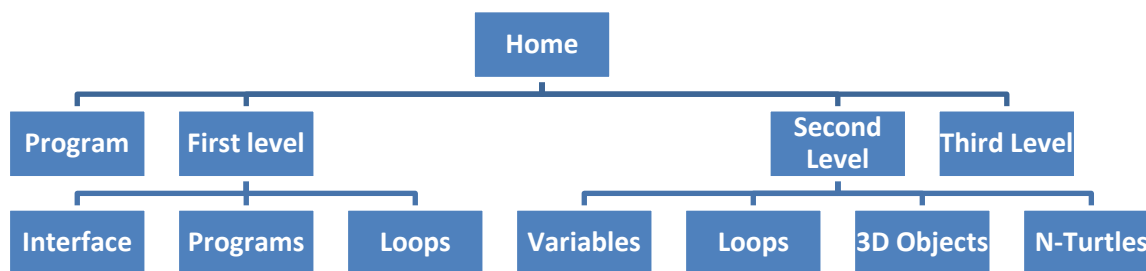 Home
Program
First level
Second
Level
Third Level
Interface
Programs
Loops
Variables
Loops
3D Objects
N-Turtles